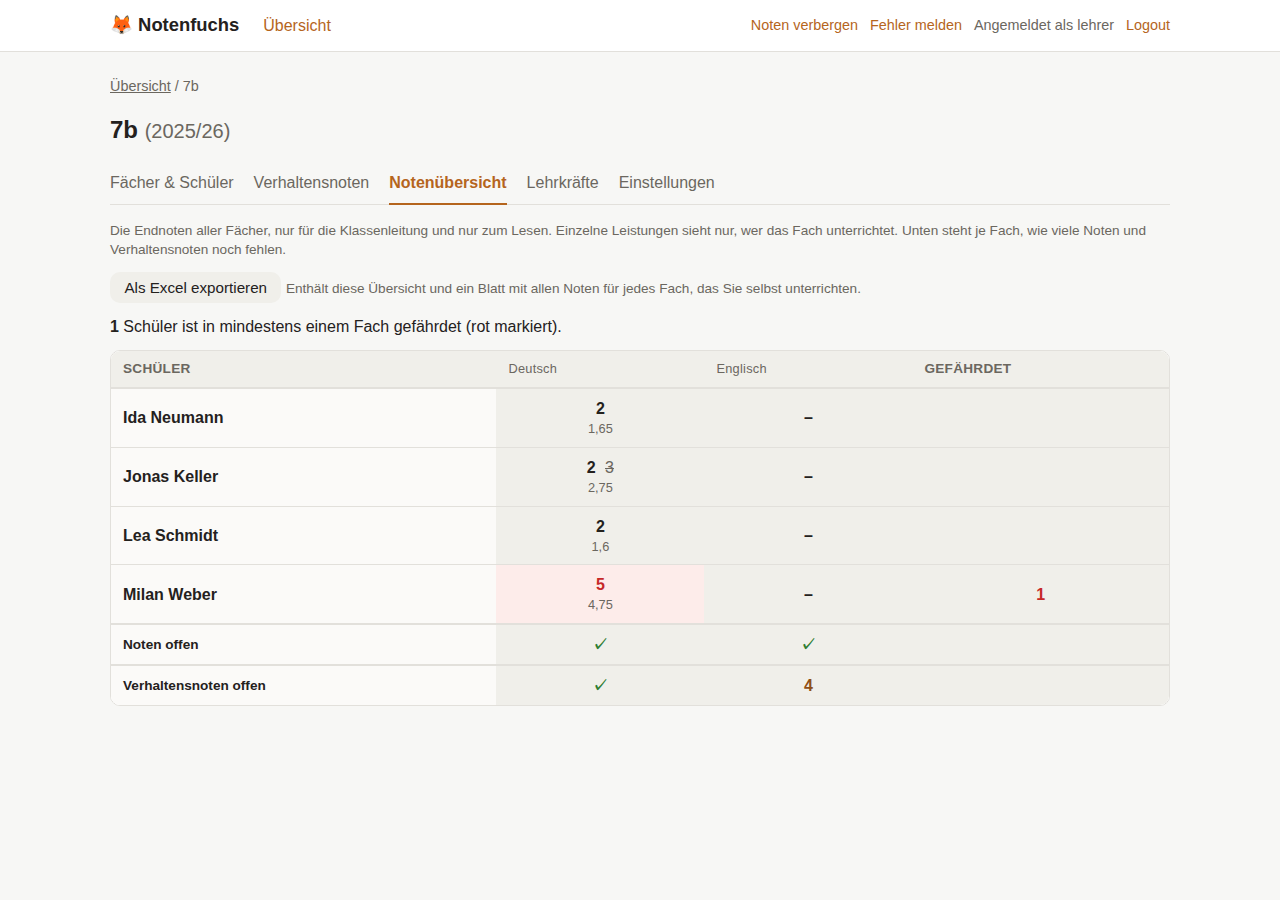 🦊 Notenfuchs Übersicht Noten verbergen Fehler melden Angemeldet als lehrer Logout
Übersicht / 7b
7b (2025/26)
Fächer & Schüler Verhaltensnoten Notenübersicht Lehrkräfte Einstellungen
Die Endnoten aller Fächer, nur für die Klassenleitung und nur zum Lesen. Einzelne Leistungen sieht nur, wer das Fach unterrichtet. Unten steht je Fach, wie viele Noten und
Verhaltensnoten noch fehlen.
Als Excel exportieren Enthält diese Übersicht und ein Blatt mit allen Noten für jedes Fach, das Sie selbst unterrichten.
1 Schüler ist in mindestens einem Fach gefährdet (rot markiert).
SCHÜLER Deutsch Englisch GEFÄHRDET
Ida Neumann 2 –
1,65
Jonas Keller 2 3 –
2,75
Lea Schmidt 2 –
1,6
Milan Weber 5 – 1
4,75
Noten offen ✓ ✓
Verhaltensnoten offen ✓ 4